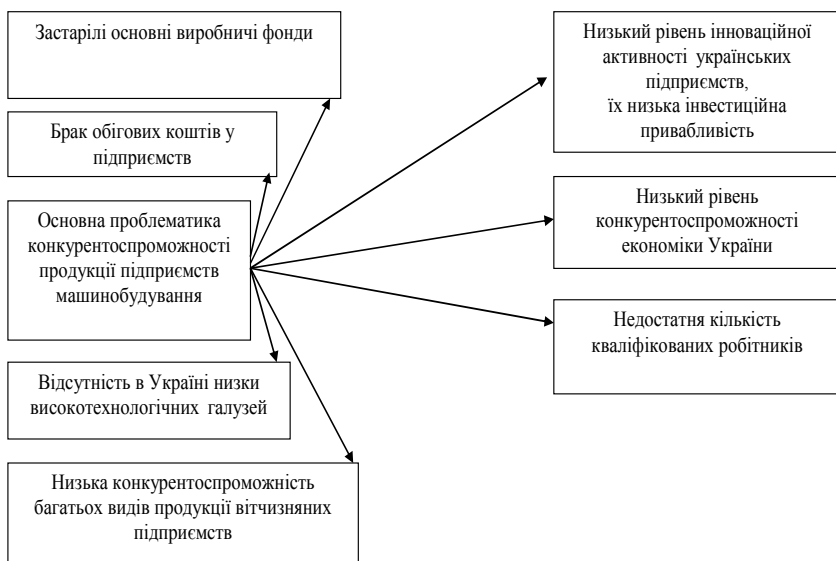 Застарілі основні виробничі фонди
Брак обігових коштів у
підприємств
Основна проблематика
конкурентоспроможності
продукції підприємств
машинобудування
Відсутність в Україні низки
високотехнологічних галузей
Низька конкурентоспроможність
багатьох видів продукції вітчизняних
підприємств
Низький рівень інноваційної
активності українських
підприємств,
їх низька інвестиційна
привабливість
Низький рівень
конкурентоспроможності
економіки України
Недостатня кількість
кваліфікованих робітників